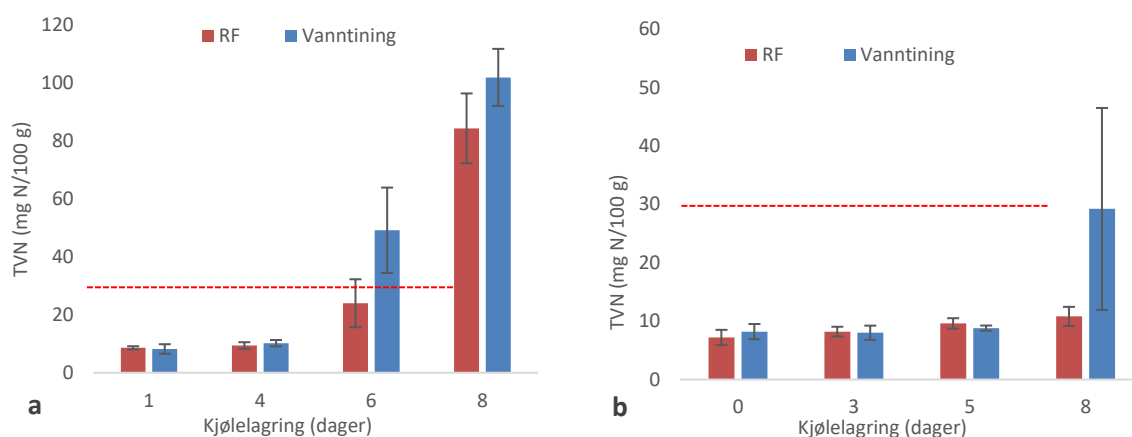 120
RF Vanntining
100
80
60
40
20
0
TVN (mg N/100 g)
1 4 6 8
Kjølelagring (dager)
a
60
RF Vanntining
50
40
30
20
10
0
TVN (mg N/100 g)
0 3 5 8
Kjølelagring (dager)
b